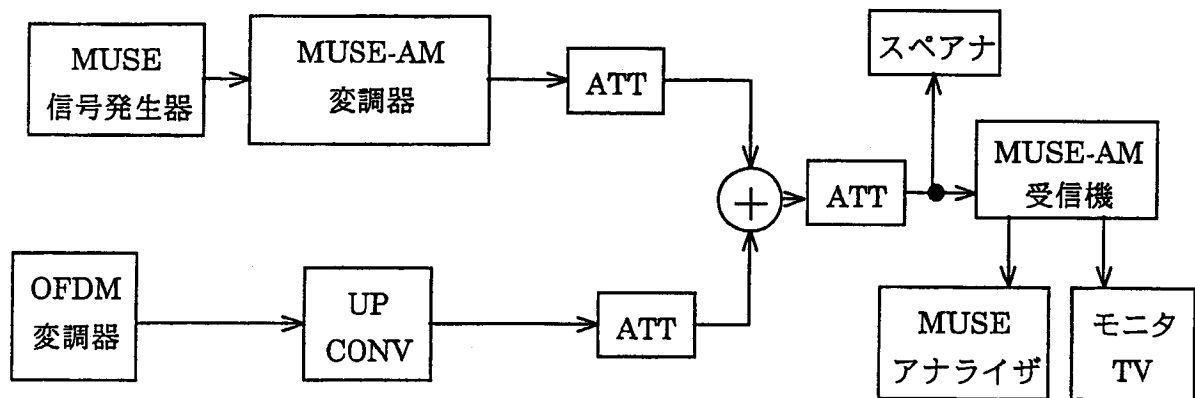 MUSE
信号発生器
MUSE-AM
変調器
ATT
スペアナ
ATT
MUSE-AM
受信機
OFDM
変調器
UP
CONV
ATT
MUSE
アナライザ
モニタ
TV